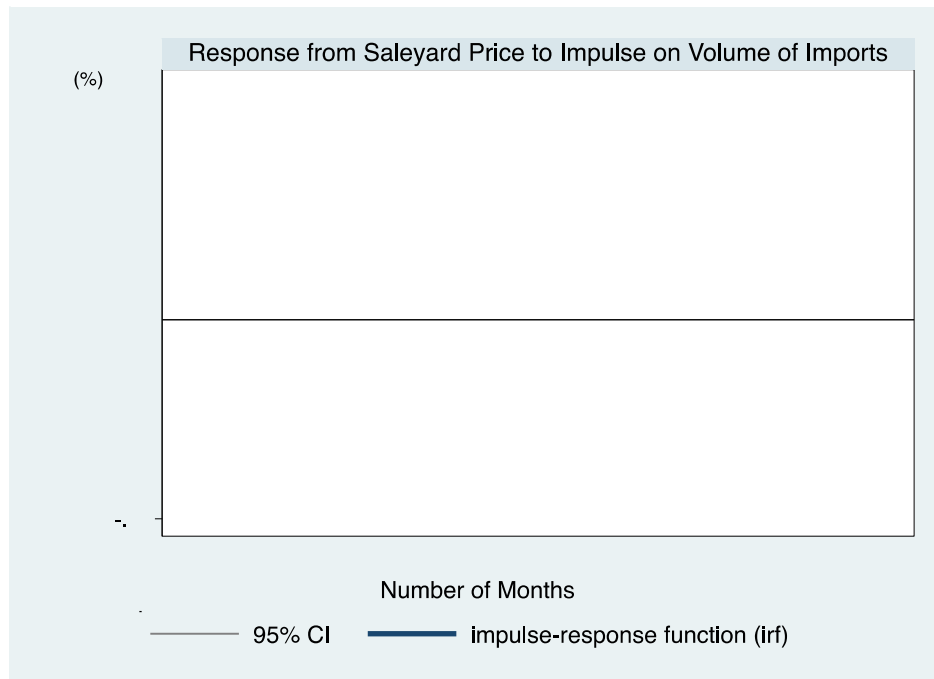 Response from Saleyard Price to Impulse on Volume of Imports
(%)
-.
Number of Months
95% CI impulse-response function (irf)